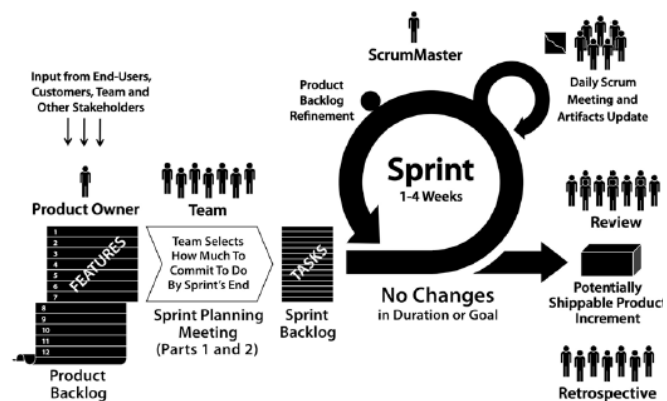 Input from End-Users,
Customers, Team and
Other Stakeholders
Product Owner
1
2
3
4
5
6
7
FEATURES
8
9
10
11
12
Product
Backlog
Team
Team Selects
How Much To
Commit To Do
By Sprint's End
Sprint Planning
Meeting
(Parts 1 and 2)
TASKS
Sprint
Backlog
ScrumMaster
Product
Backlog
Refinement
Sprint
1-4 Weeks
No Changes
in Duration or Goal
Daily Scrum
Meeting and
Artifacts Update
Review
Potentially
Shippable Product
Increment
Retrospective